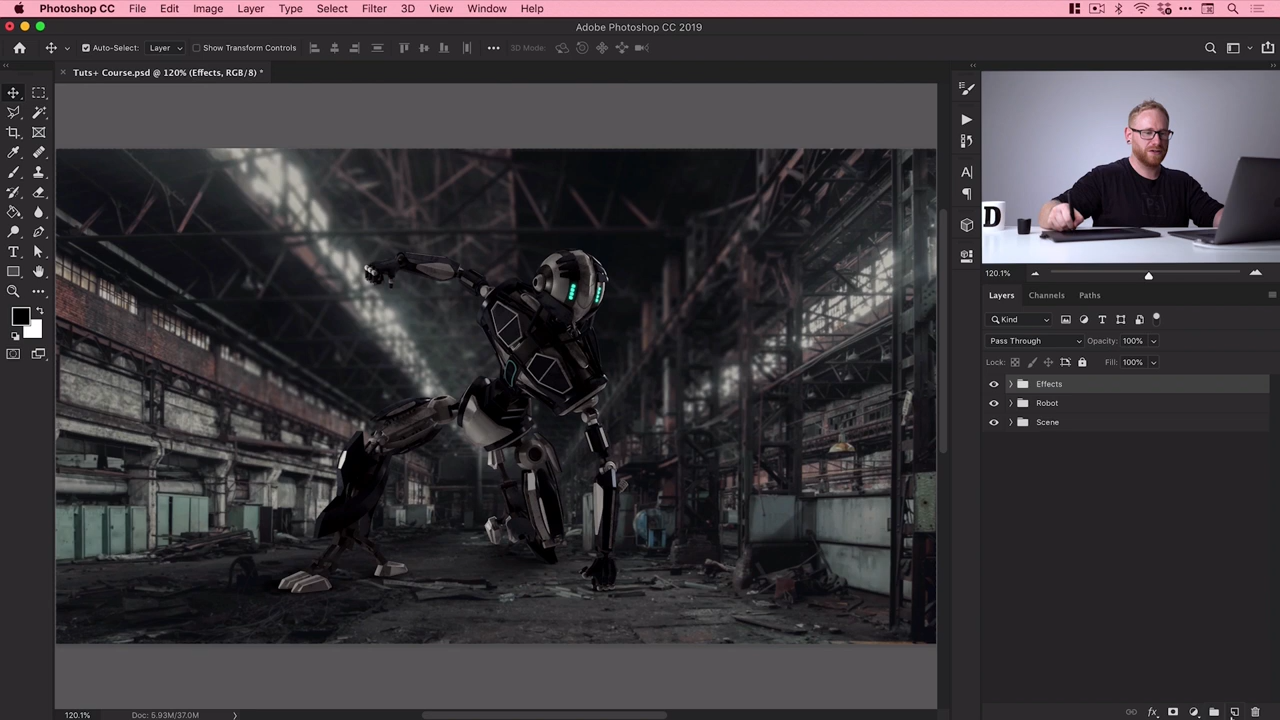 Photoshop CC File Edit Image Layer Type Select Filter 3D View Window Help
Adobe Photoshop CC 2019
Auto-Select: Layer Show Transform Controls 3D Mode:
Tuts+ Course.psd @ 120% (Effects, RGB/8) *
D
120.1%
Layers Channels Paths
Kind
Pass Through Opacity: 100%
Lock: Fill: 100%
Effects
Robot
Scene
120.1% Doc: 5.93M/37.0M
fx